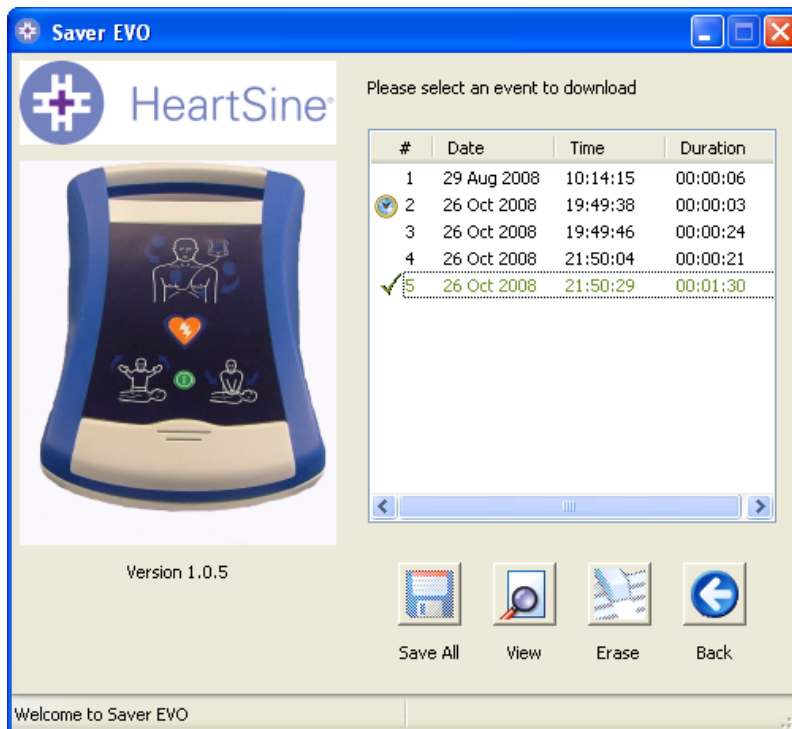 Saver EVO
HeartSine®
Please select an event to download
# Date Time Duration
1 29 Aug 2008 10:14:15 00:00:06
2 26 Oct 2008 19:49:38 00:00:03
3 26 Oct 2008 19:49:46 00:00:24
4 26 Oct 2008 21:50:04 00:00:21
5 26 Oct 2008 21:50:29 00:01:30
Version 1.0.5
Save All View Erase Back
Welcome to Saver EVO